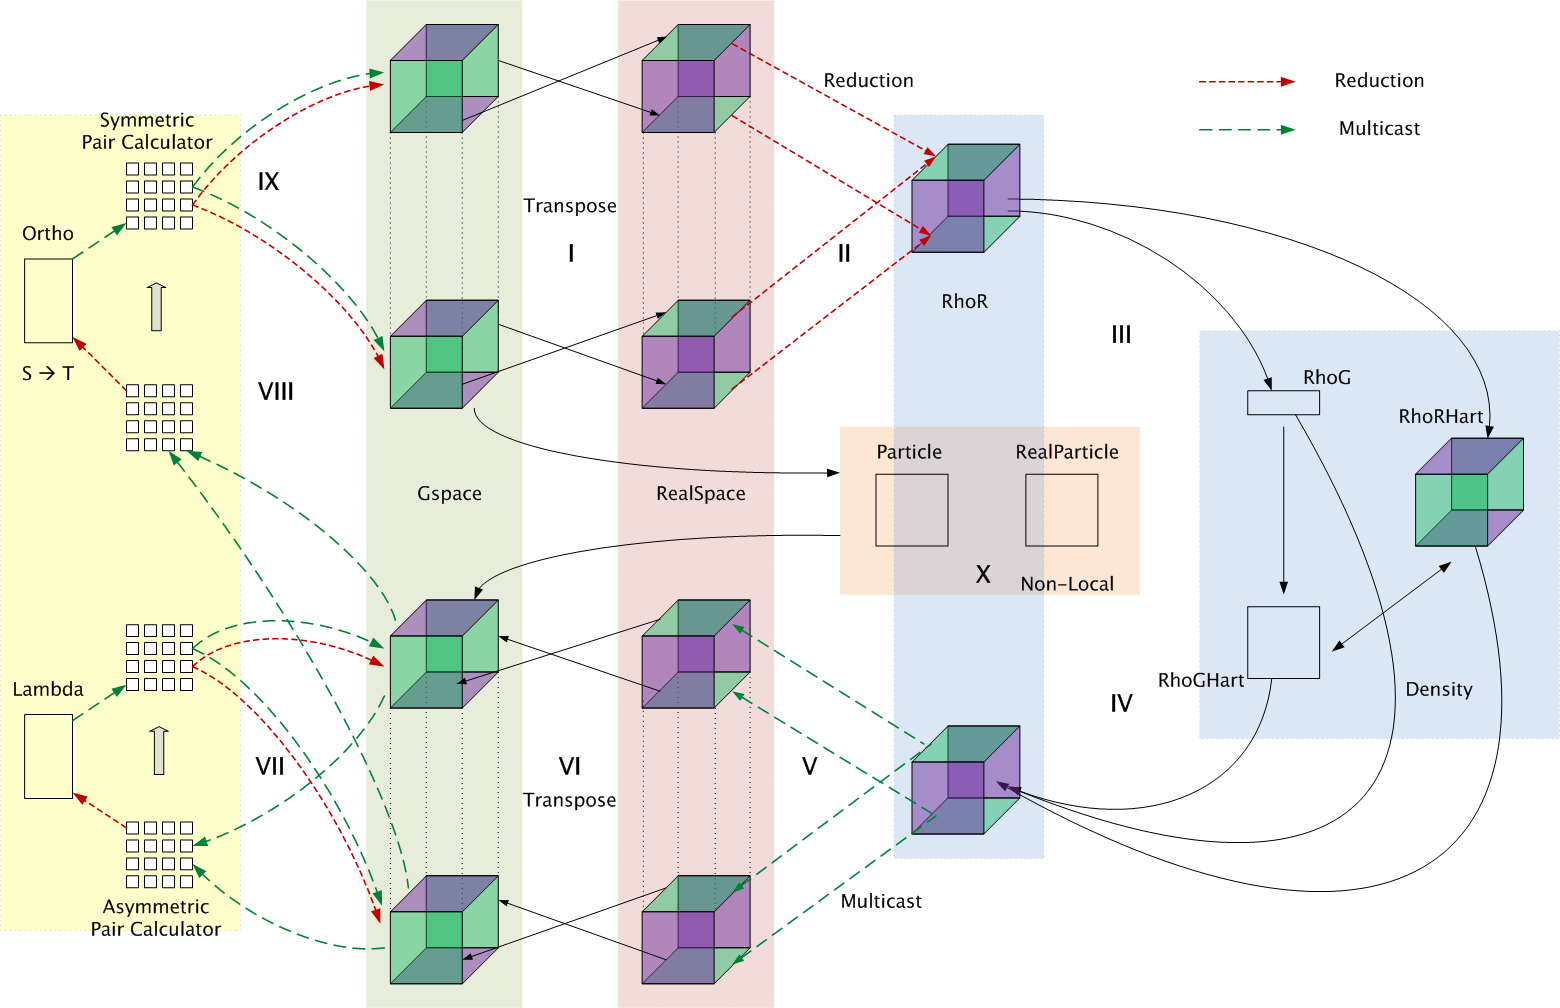 Symmetric
Pair Calculator
IX
Ortho
S → T
VIII
Lambda
VII
Asymmetric
Pair Calculator
Transpose
I
Gspace
RealSpace
VI
Transpose
Reduction
II
RhoR
Particle
RealParticle
X
Non-Local
V
Multicast
Reduction
Multicast
III
RhoG
RhoRHart
RhoGHart
IV
Density